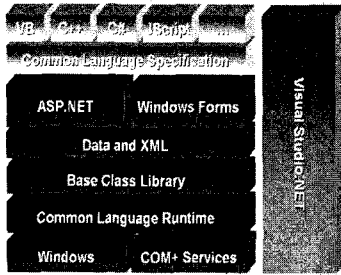 VB C++ C# JScript ...
Common Language Specification
ASP.NET Windows Forms
Data and XML
Base Class Library
Common Language Runtime
Windows COM+ Services
Visual Studio.NET